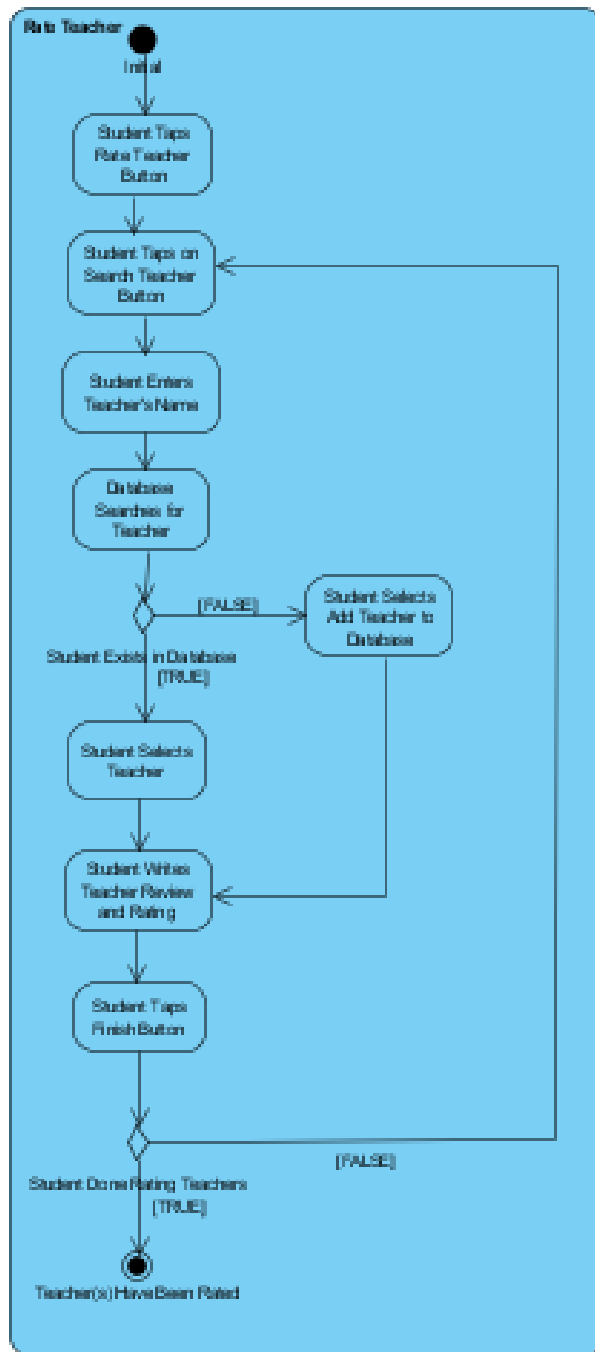 Rate Teacher
Initial
Student Taps
Rate Teacher
Button
Student Taps on
Search Teacher
Button
Student Enters
Teacher's Name
Database
Searches for
Teacher
[FALSE]
Student Selects
Add Teacher to
Database
Student Exists in Database
[TRUE]
Student Selects
Teacher
Student Writes
Teacher Review
and Rating
Student Taps
Finish Button
[FALSE]
Student Done Rating Teachers
[TRUE]
Teacher(s) Have Been Rated